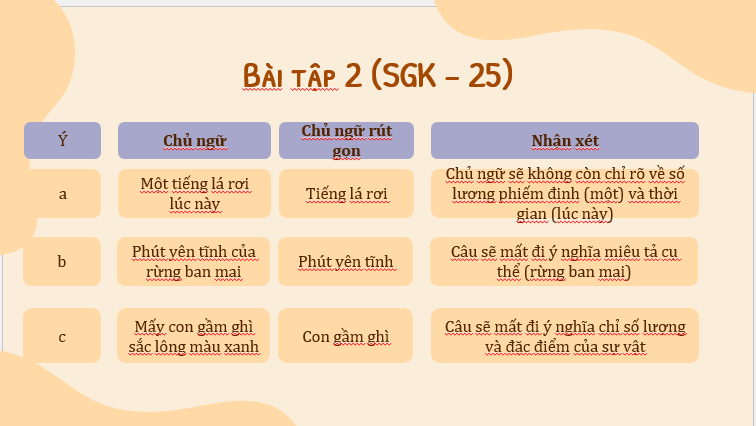 Bài tập 2 (SGK – 25)
Ý
Chủ ngữ
Chủ ngữ rút
gọn
Nhận xét
a
Một tiếng lá rơi
lúc này
Tiếng lá rơi
Chủ ngữ sẽ không còn chỉ rõ về số
lượng phiếm định (một) và thời
gian (lúc này)
b
Phút yên tĩnh của
rừng ban mai
Phút yên tĩnh
Câu sẽ mất đi ý nghĩa miêu tả cụ
thể (rừng ban mai)
c
Mấy con gầm ghì
sắc lông màu xanh
Con gầm ghì
Câu sẽ mất đi ý nghĩa chỉ số lượng
và đặc điểm của sự vật